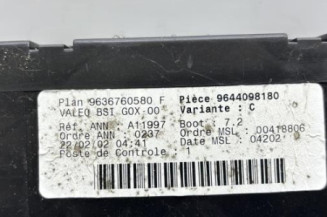 Plan 9636760580 F Pièce 9644098180
VALEO BSI G0X 00 Variante : C
Réf. ANN : A11997 Boot : 7.2
Ordre ANN : 0237 Ordre MSL : 00418806
22/02/02 04:41 Date MSL : 04202
Poste de Controle : 1